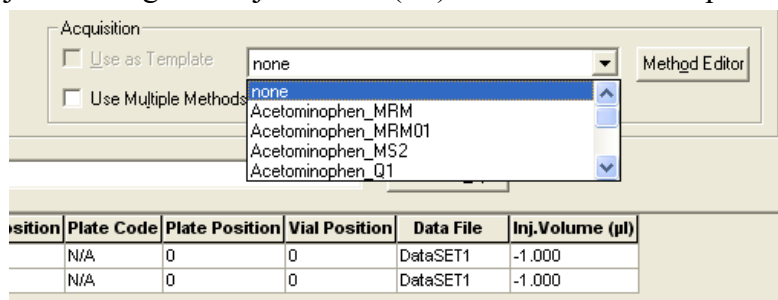 Acquisition
Use as Template none Method Editor
Use Multiple Methods none
Acetominophen_MRM
Acetominophen_MRM01
Acetominophen_MS2
Acetominophen_Q1
Plate Code Plate Position Vial Position Data File Inj.Volume (µl)
N/A 0 0 DataSET1 -1.000
N/A 0 0 DataSET1 -1.000